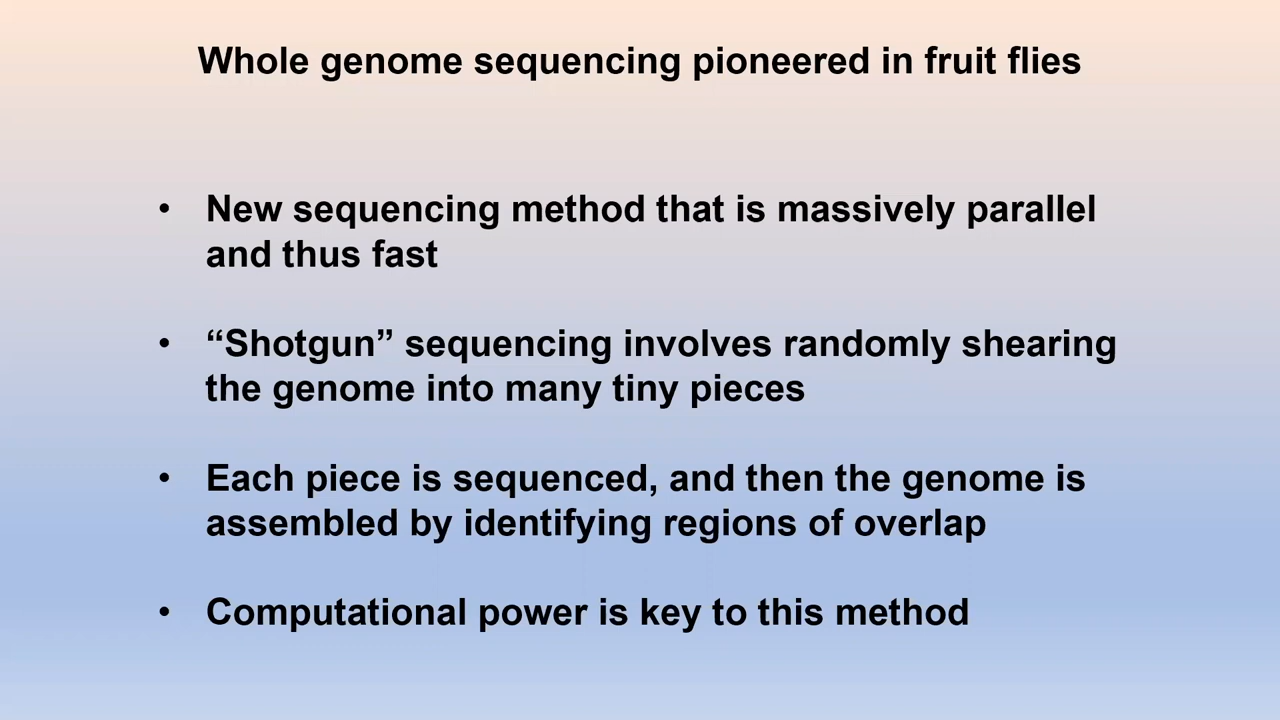 Whole genome sequencing pioneered in fruit flies
• New sequencing method that is massively parallel
and thus fast
• “Shotgun” sequencing involves randomly shearing
the genome into many tiny pieces
• Each piece is sequenced, and then the genome is
assembled by identifying regions of overlap
• Computational power is key to this method